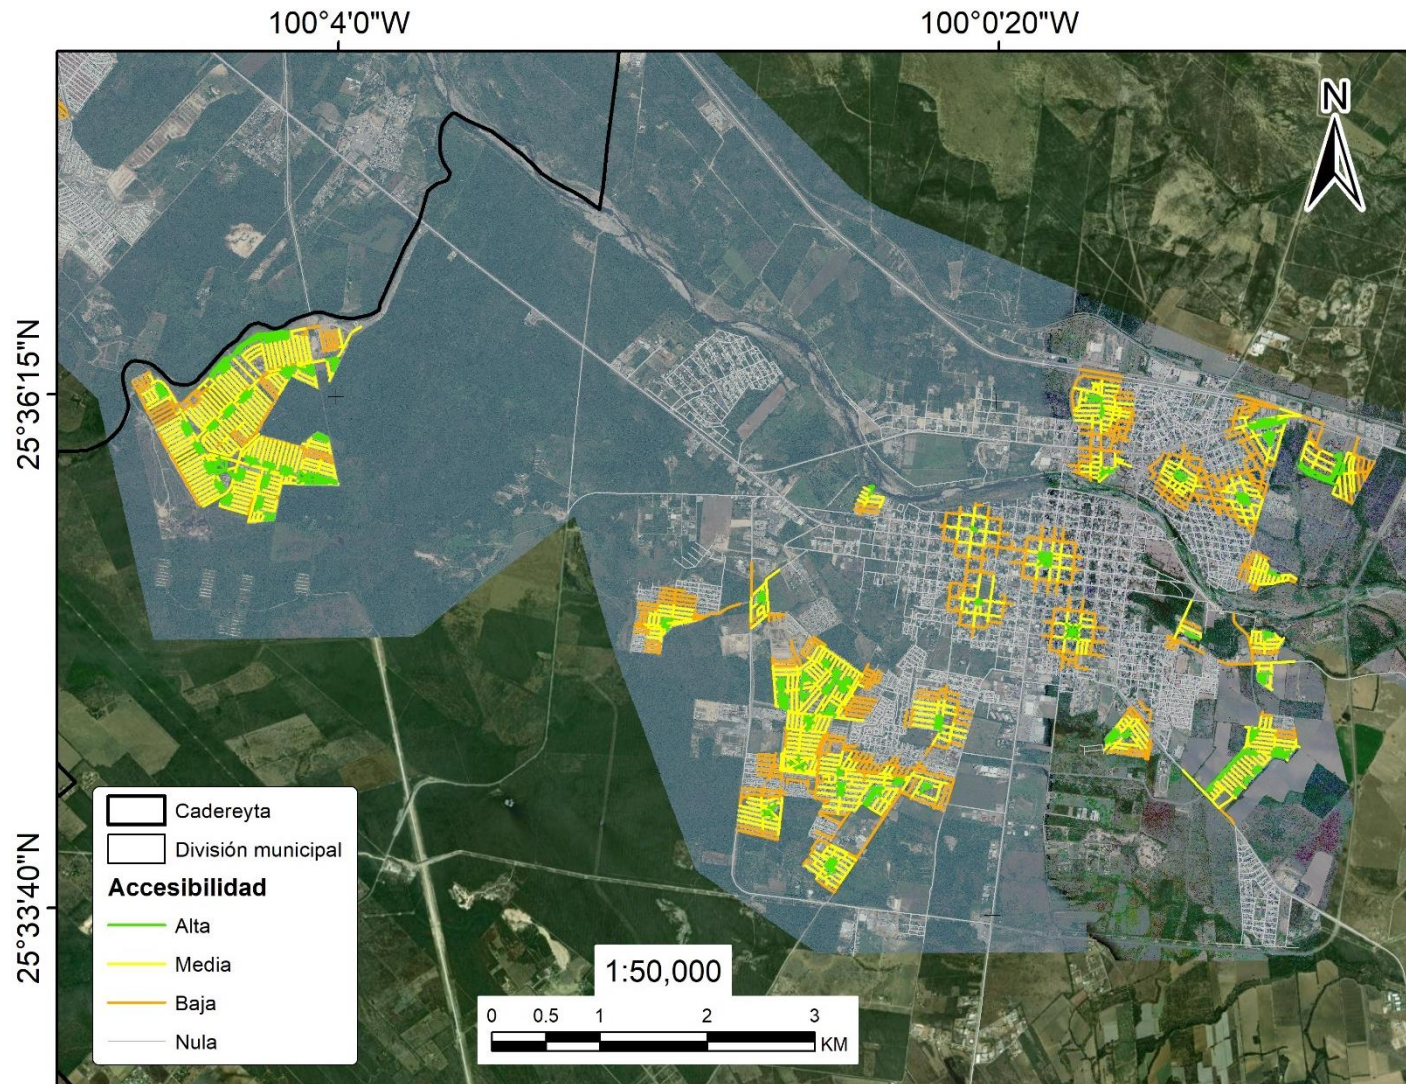 100°4'0"W
100°0'20"W
N
25°36'15"N
25°33'40"N
Cadereyta
División municipal
Accesibilidad
Alta
Media
Baja
Nula
1:50,000
0 0.5 1 2 3
KM